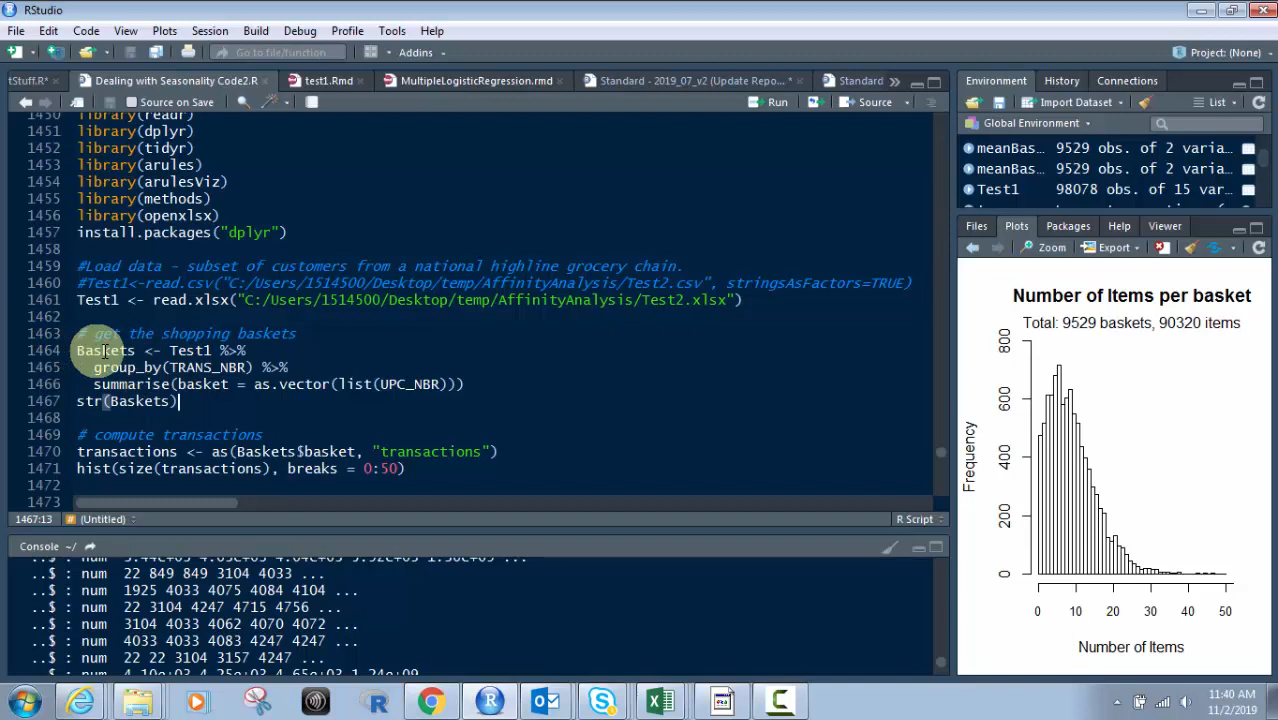 RStudio
File Edit Code View Plots Session Build Debug Profile Tools Help
Go to file/function Addins Project: (None)
tStuff.R* Dealing with Seasonality Code2.R test1.Rmd MultipleLogisticRegression.rmd Standard - 2019_07_v2 (Update Repo... * Standard
Source on Save Run Source
1450 library(readr)
1451 library(dplyr)
1452 library(tidyr)
1453 library(arules)
1454 library(arulesViz)
1455 library(methods)
1456 library(openxlsx)
1457 install.packages("dplyr")
1458
1459 #Load data - subset of customers from a national highline grocery chain.
1460 #Test1<-read.csv("C:/Users/1514500/Desktop/temp/AffinityAnalysis/Test2.csv", stringsAsFactors=TRUE)
1461 Test1 <- read.xlsx("C:/Users/1514500/Desktop/temp/AffinityAnalysis/Test2.xlsx")
1462
1463 # get the shopping baskets
1464 Baskets <- Test1 %>%
1465 group_by(TRANS_NBR) %>%
1466 summarise(basket = as.vector(list(UPC_NBR)))
1467 str(Baskets)
1468
1469 # compute transactions
1470 transactions <- as(Baskets$basket, "transactions")
1471 hist(size(transactions), breaks = 0:50)
1472
1473
1467:13 (Untitled) R Script
Console ~/
..$ : num 22 849 849 3104 4033 ...
..$ : num 1925 4033 4075 4084 4104 ...
..$ : num 22 3104 4247 4715 4756 ...
..$ : num 3104 4033 4062 4070 4072 ...
..$ : num 4033 4033 4083 4247 4247 ...
..$ : num 22 22 3104 3157 4247 ...
Environment History Connections
Import Dataset List
Global Environment
meanBas... 9529 obs. of 2 varia...
meanBas... 9529 obs. of 2 varia...
Test1 98078 obs. of 15 var...
Files Plots Packages Help Viewer
Zoom Export
Number of Items per basket
Total: 9529 baskets, 90320 items
Frequency
800
600
400
200
0
0 10 20 30 40 50
Number of Items
11:40 AM
11/2/2019